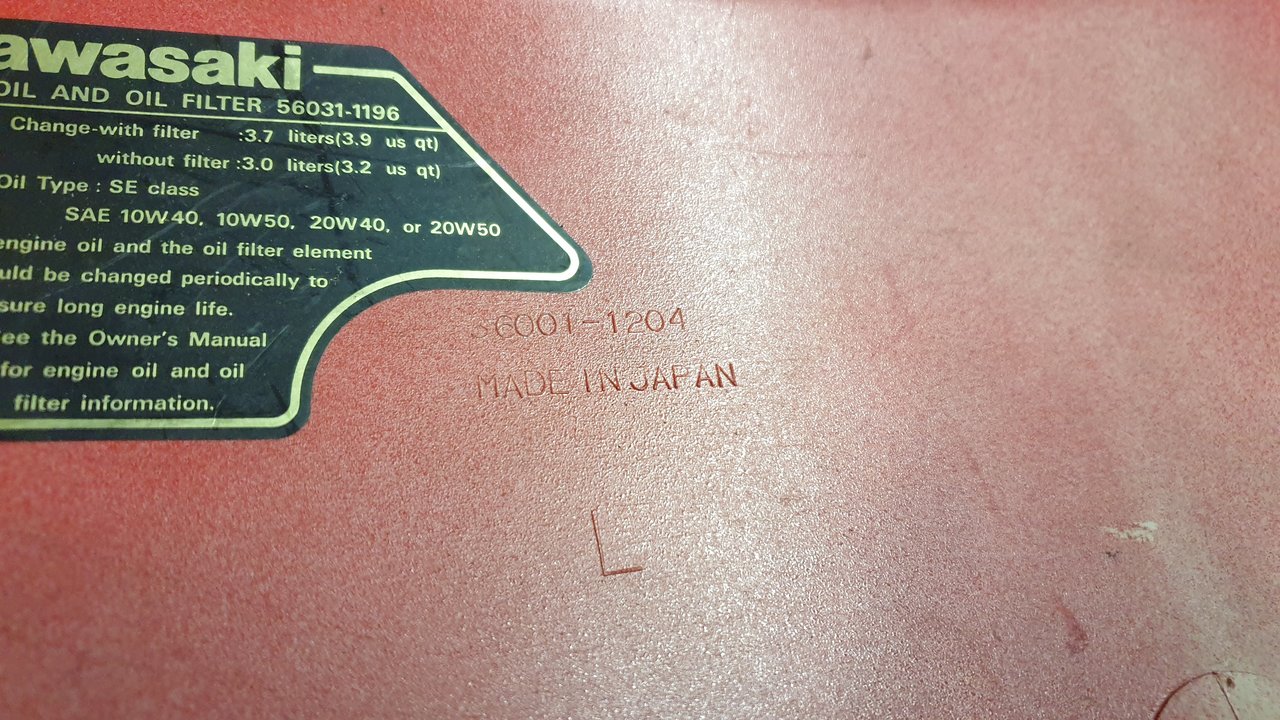 awasaki
OIL AND OIL FILTER 56031-1196
Change-with filter :3.7 liters(3.9 us qt)
without filter :3.0 liters(3.2 us qt)
Oil Type : SE class
SAE 10W40, 10W50, 20W40, or 20W50
engine oil and the oil filter element
uld be changed periodically to
sure long engine life.
ee the Owner's Manual
for engine oil and oil
filter information.
36001-1204
MADE IN JAPAN
L